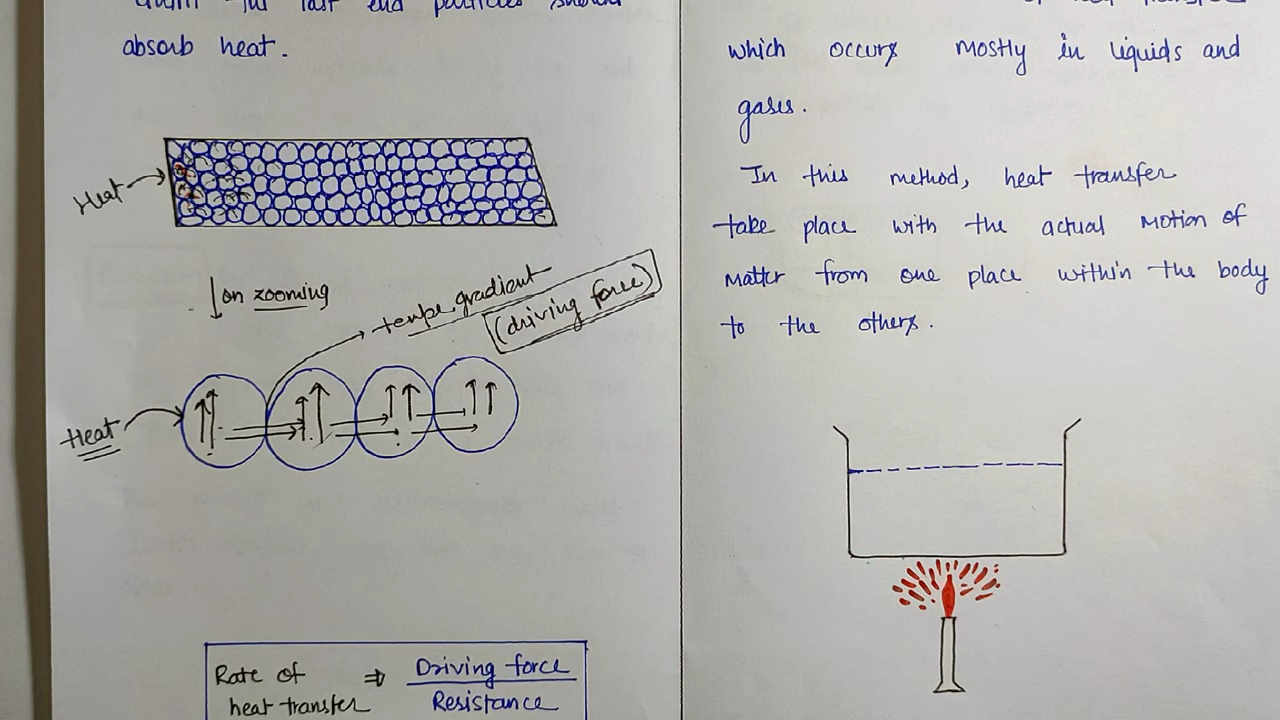 absorb heat.
Heat
on zooming
tempe. gradient
(driving force)
Heat
Rate of
heat transfer ⇒ Driving force
Resistance
which occurs mostly in liquids and
gases.
In this method, heat transfer
take place with the actual motion of
matter from one place within the body
to the others.